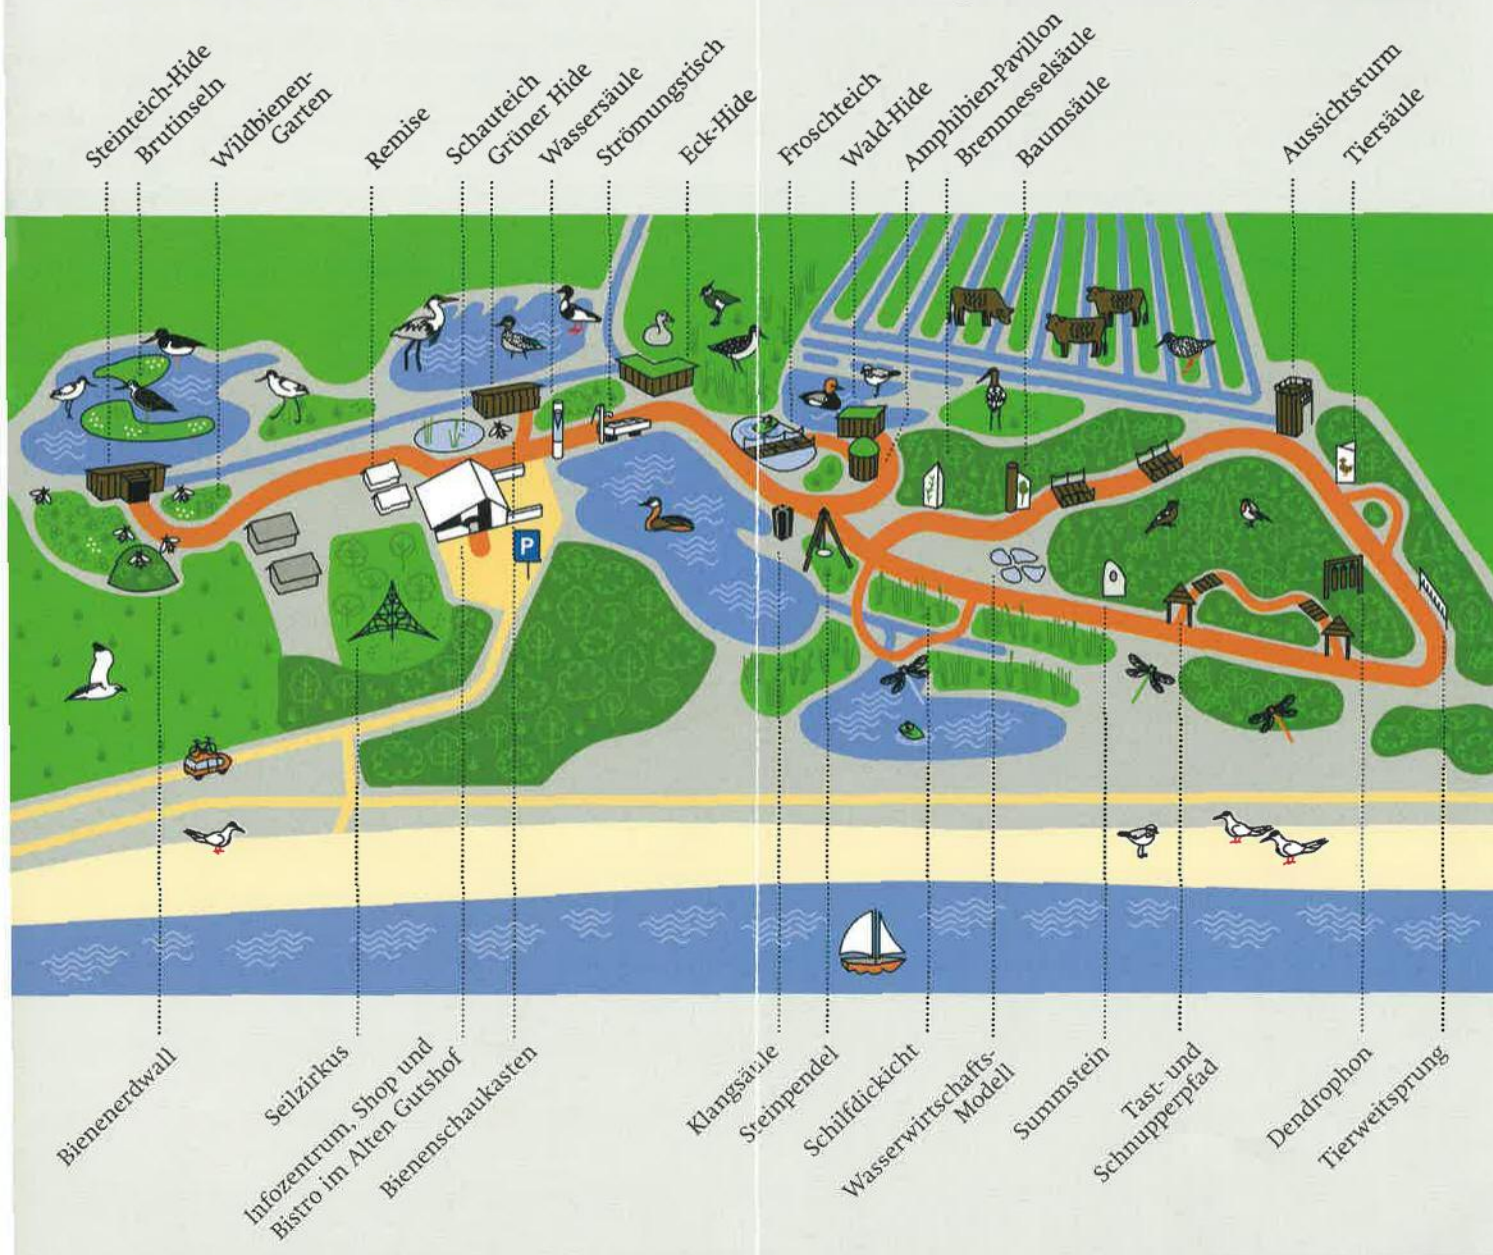 Steinteich-Hide
Brutinseln
Wildbienen-
Garten
Remise
Schauteich
Grüner Hide
Wassersäule
Strömungstisch
Eck-Hide
Froschteich
Wald-Hide
Amphibien-Pavillon
Brennnesselsäule
Baumsäule
Aussichtsturm
Tiersäule
P
Bienenerdwall
Seilzirkus
Infozentrum, Shop und
Bistro im Alten Gutshof
Bienenschaukasten
Klangsäule
Steinpendel
Schilfdickicht
Wasserwirtschafts-
Modell
Summstein
Tast- und
Schnupperpfad
Dendrophon
Tierweitsprung